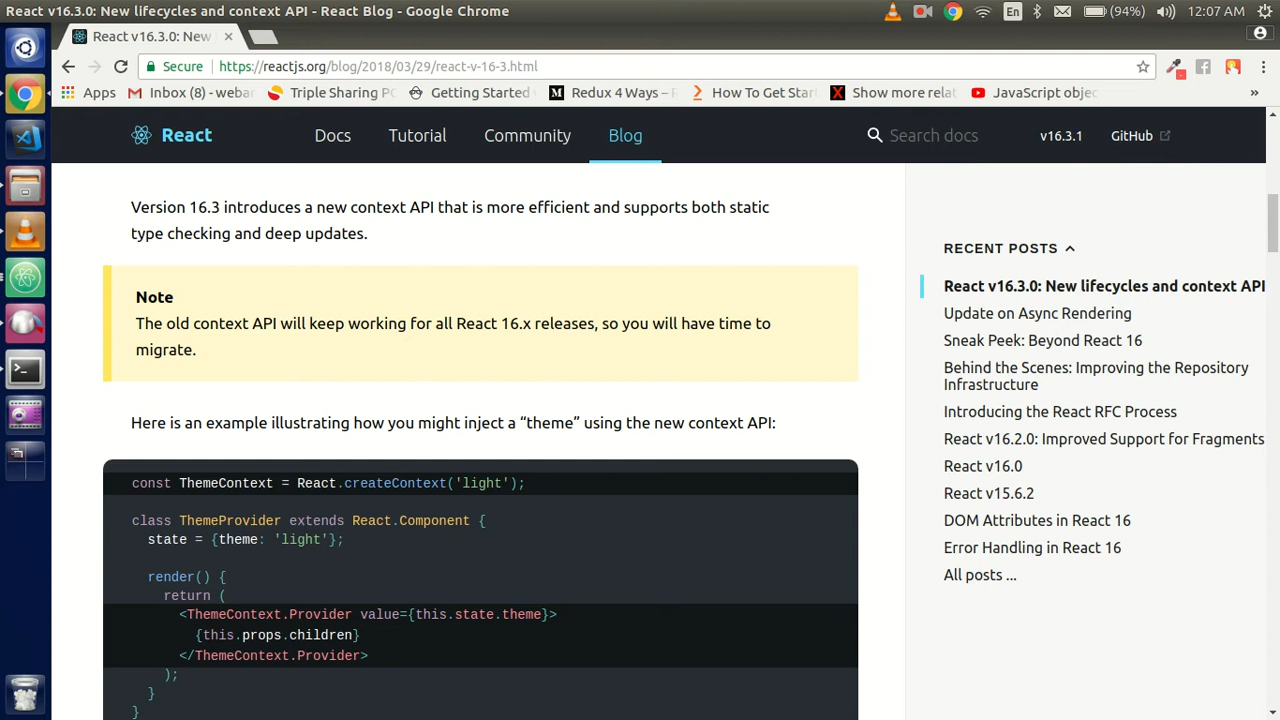 React v16.3.0: New lifecycles and context API - React Blog - Google Chrome
En
(94%)
12:07 AM
React v16.3.0: New
Secure
https://reactjs.org/blog/2018/03/29/react-v-16-3.html
Apps
Inbox (8) - weba
Triple Sharing P
Getting Started
Redux 4 Ways –
How To Get Star
Show more rela
JavaScript obje
»
React
Docs
Tutorial
Community
Blog
Search docs
v16.3.1
GitHub
Version 16.3 introduces a new context API that is more efficient and supports both static
type checking and deep updates.
Note
The old context API will keep working for all React 16.x releases, so you will have time to
migrate.
Here is an example illustrating how you might inject a “theme” using the new context API:
const ThemeContext = React.createContext('light');
class ThemeProvider extends React.Component {
state = {theme: 'light'};
render() {
return (
<ThemeContext.Provider value={this.state.theme}>
{this.props.children}
</ThemeContext.Provider>
);
}
}
RECENT POSTS
React v16.3.0: New lifecycles and context API
Update on Async Rendering
Sneak Peek: Beyond React 16
Behind the Scenes: Improving the Repository
Infrastructure
Introducing the React RFC Process
React v16.2.0: Improved Support for Fragments
React v16.0
React v15.6.2
DOM Attributes in React 16
Error Handling in React 16
All posts ...